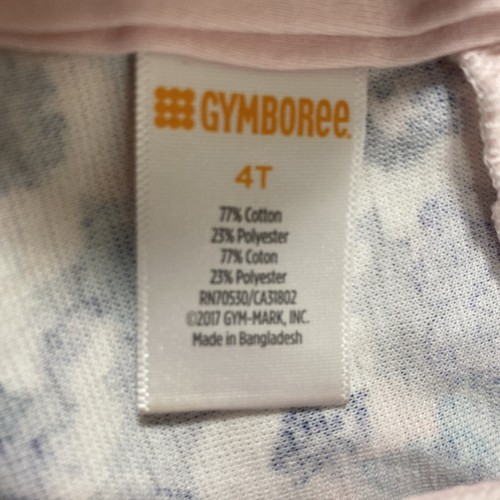 GYMBOREE.
4T
77% Cotton
23% Polyester
77% Coton
23% Polyester
RN70530/CA31802
©2017 GYM-MARK, INC.
Made in Bangladesh